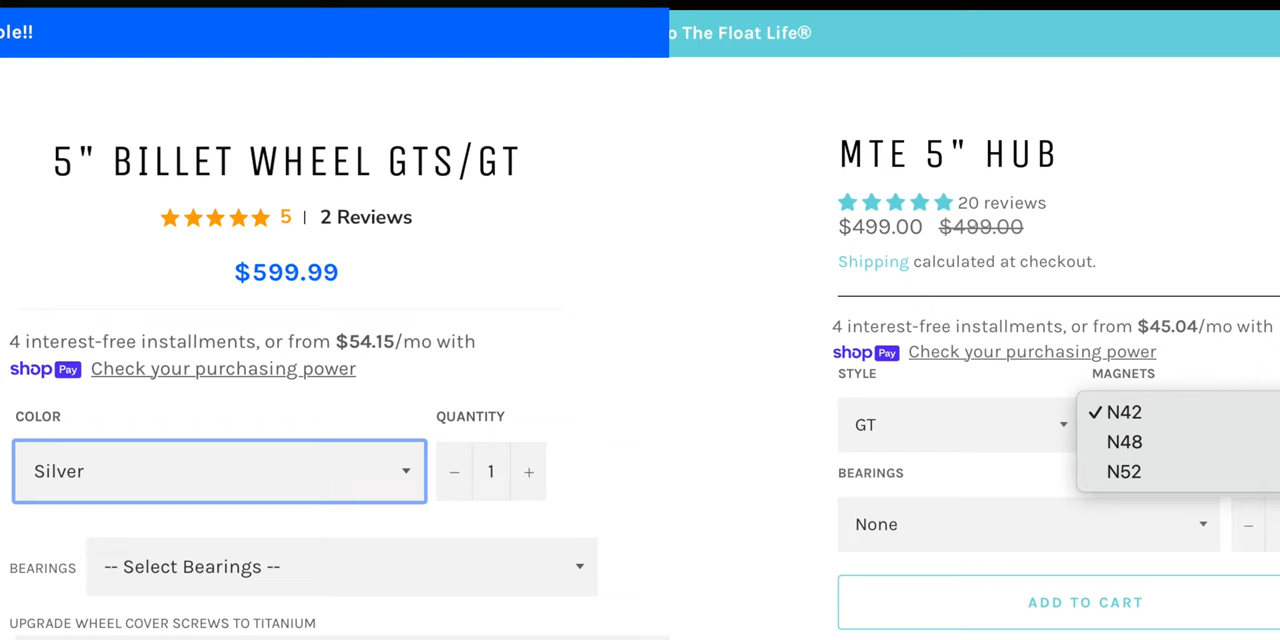 ple!!
o The Float Life®
5" BILLET WHEEL GTS/GT
5 | 2 Reviews
$599.99
4 interest-free installments, or from $54.15/mo with
shop Pay Check your purchasing power
COLOR
QUANTITY
Silver
− 1 +
BEARINGS
-- Select Bearings --
UPGRADE WHEEL COVER SCREWS TO TITANIUM
MTE 5" HUB
20 reviews
$499.00 $499.00
Shipping calculated at checkout.
4 interest-free installments, or from $45.04/mo with
shop Pay Check your purchasing power
STYLE
MAGNETS
GT
✓ N42
N48
N52
BEARINGS
None
−
ADD TO CART